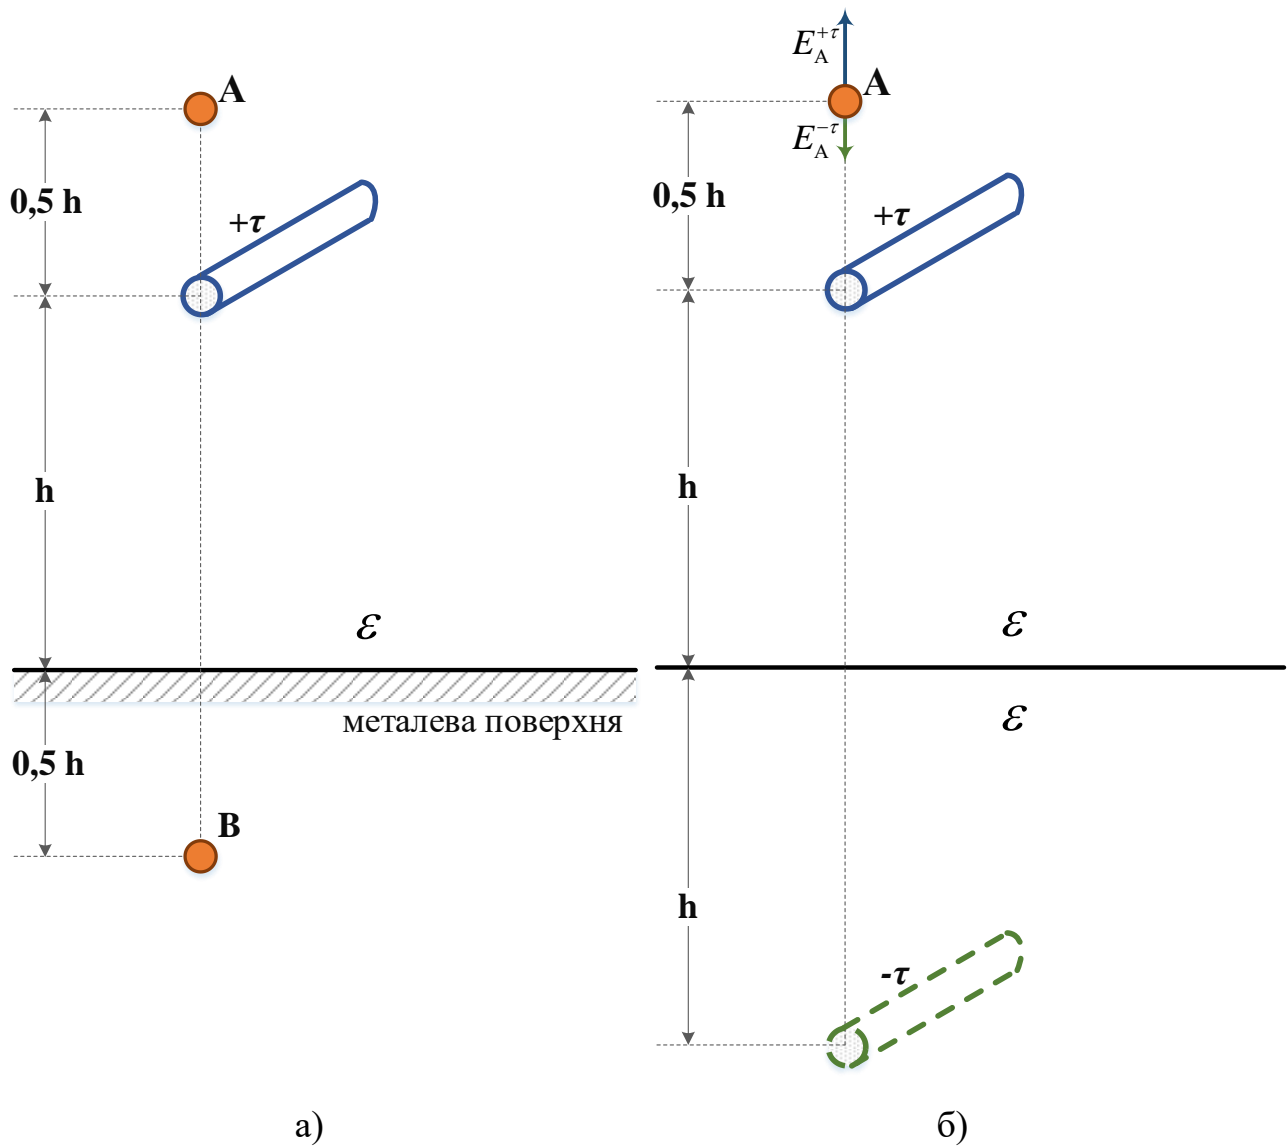 A
0,5 h
+τ
h
ε
металева поверхня
0,5 h
B
а)
E_A^{+τ}
A
E_A^{-τ}
0,5 h
+τ
h
ε
ε
h
-τ
б)